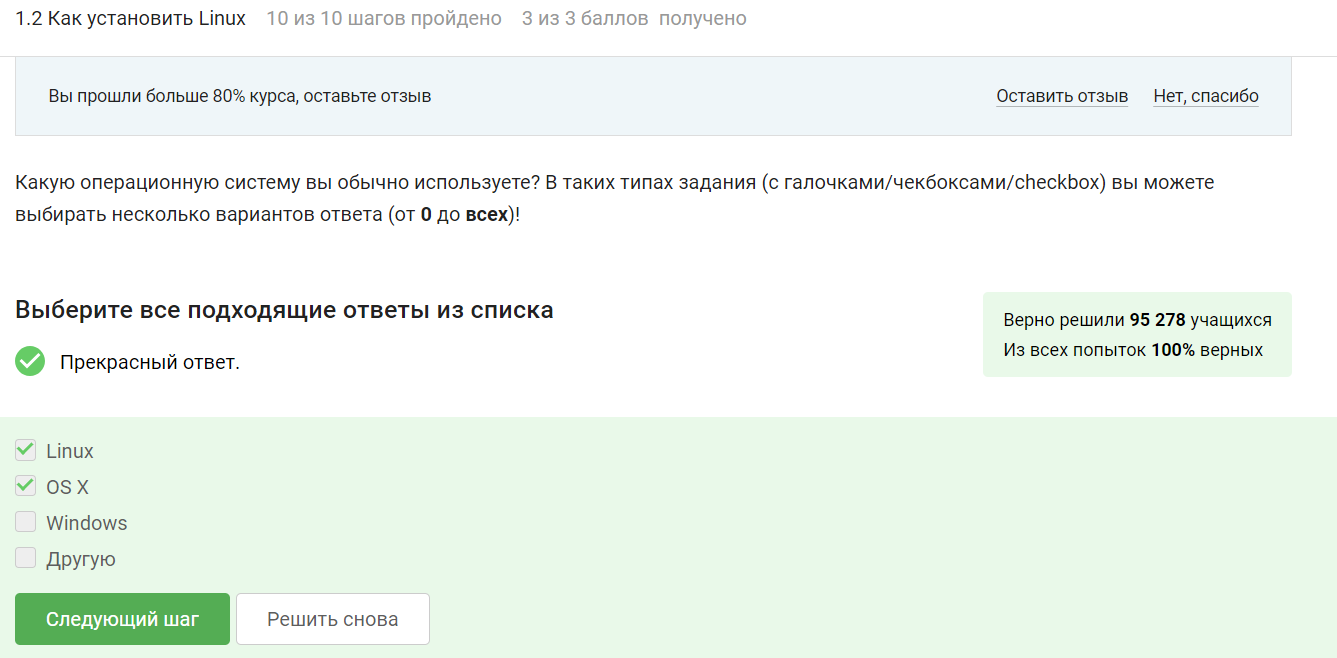 1.2 Как установить Linux 10 из 10 шагов пройдено 3 из 3 баллов получено
Вы прошли больше 80% курса, оставьте отзыв Оставить отзыв Нет, спасибо
Какую операционную систему вы обычно используете? В таких типах задания (с галочками/чекбоксами/checkbox) вы можете
выбирать несколько вариантов ответа (от 0 до всех)!
Выберите все подходящие ответы из списка
Верно решили 95 278 учащихся
Из всех попыток 100% верных
Прекрасный ответ.
Linux
OS X
Windows
Другую
Следующий шаг Решить снова